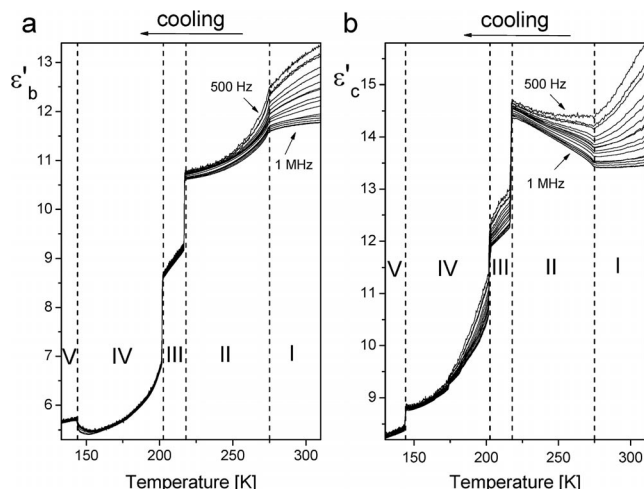 cooling
a
ε'b
500 Hz
1 MHz
V IV III II I
13
12
11
10
9
8
7
6
150 200 250 300
Temperature [K]
cooling
b
ε'c
500 Hz
1 MHz
V IV III II I
15
14
13
12
11
10
9
150 200 250 300
Temperature [K]